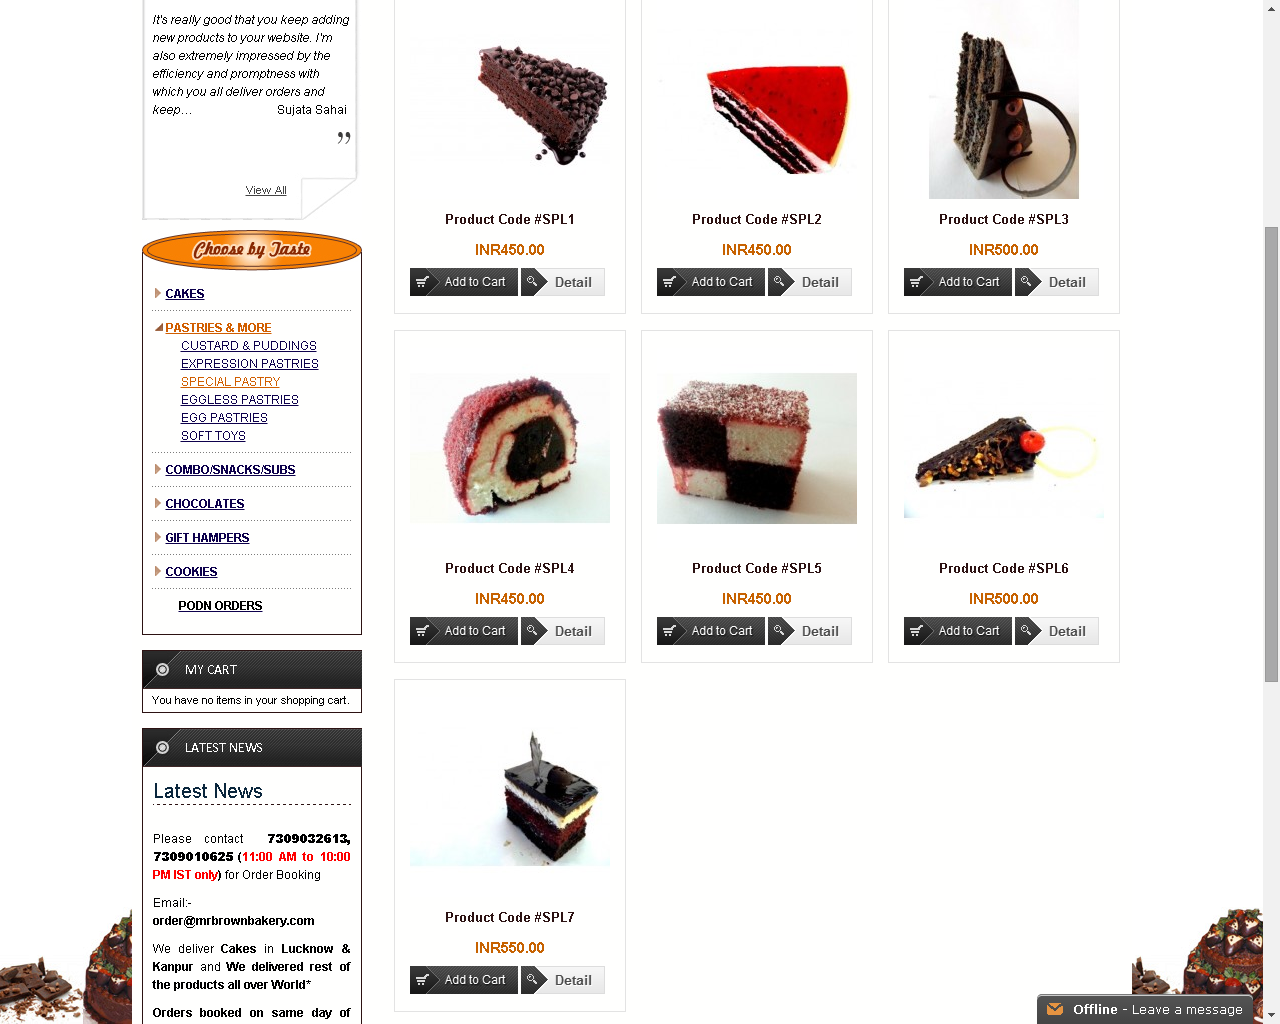 It's really good that you keep adding
new products to your website. I'm
also extremely impressed by the
efficiency and promptness with
which you all deliver orders and
keep... Sujata Sahai
”
View All
Choose by Taste
CAKES
PASTRIES & MORE
CUSTARD & PUDDINGS
EXPRESSION PASTRIES
SPECIAL PASTRY
EGGLESS PASTRIES
EGG PASTRIES
SOFT TOYS
COMBO/SNACKS/SUBS
CHOCOLATES
GIFT HAMPERS
COOKIES
PODN ORDERS
MY CART
You have no items in your shopping cart.
LATEST NEWS
Latest News
Please contact 7309032613,
7309010625 (11:00 AM to 10:00
PM IST only) for Order Booking
Email:-
order@mrbrownbakery.com
We deliver Cakes in Lucknow &
Kanpur and We delivered rest of
the products all over World*
Orders booked on same day of
Product Code #SPL1
INR450.00
Add to Cart Detail
Product Code #SPL2
INR450.00
Add to Cart Detail
Product Code #SPL3
INR500.00
Add to Cart Detail
Product Code #SPL4
INR450.00
Add to Cart Detail
Product Code #SPL5
INR450.00
Add to Cart Detail
Product Code #SPL6
INR500.00
Add to Cart Detail
Product Code #SPL7
INR550.00
Add to Cart Detail
Offline - Leave a message